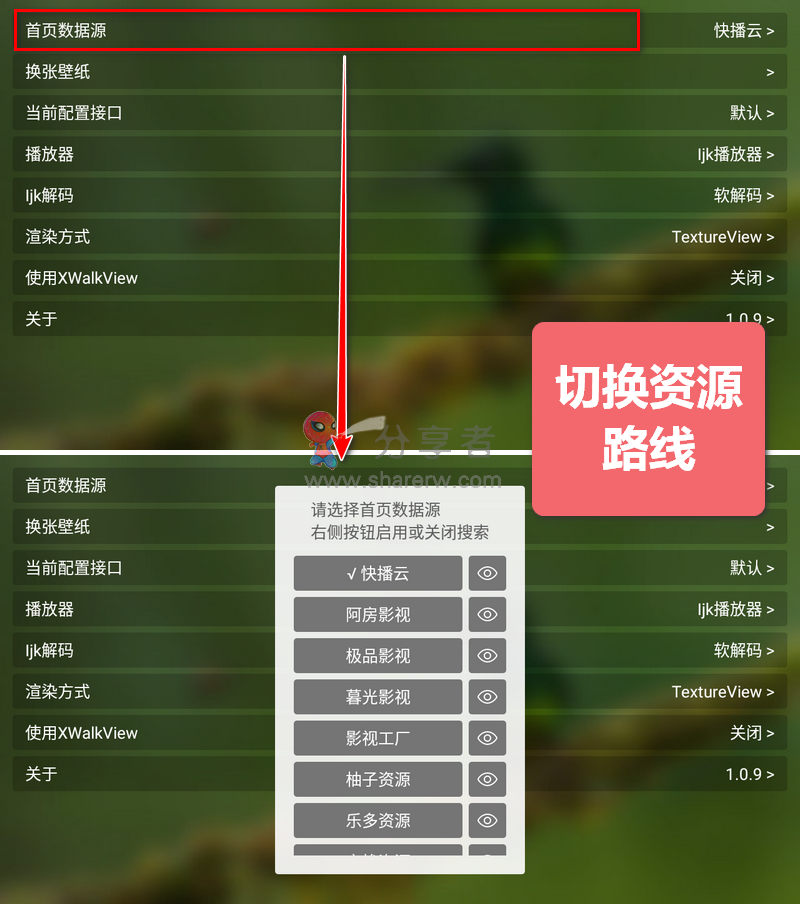 首页数据源 快播云 >
换张壁纸 >
当前配置接口 默认 >
播放器 Ijk播放器 >
Ijk解码 软解码 >
渲染方式 TextureView >
使用XWalkView 关闭 >
关于 1.0.9 >
切换资源
路线
分享者
www.sharerw.com
首页数据源 >
换张壁纸 >
当前配置接口 默认 >
播放器 Ijk播放器 >
Ijk解码 软解码 >
渲染方式 TextureView >
使用XWalkView 关闭 >
关于 1.0.9 >
请选择首页数据源
右侧按钮启用或关闭搜索
√ 快播云
阿房影视
极品影视
暮光影视
影视工厂
柚子资源
乐多资源